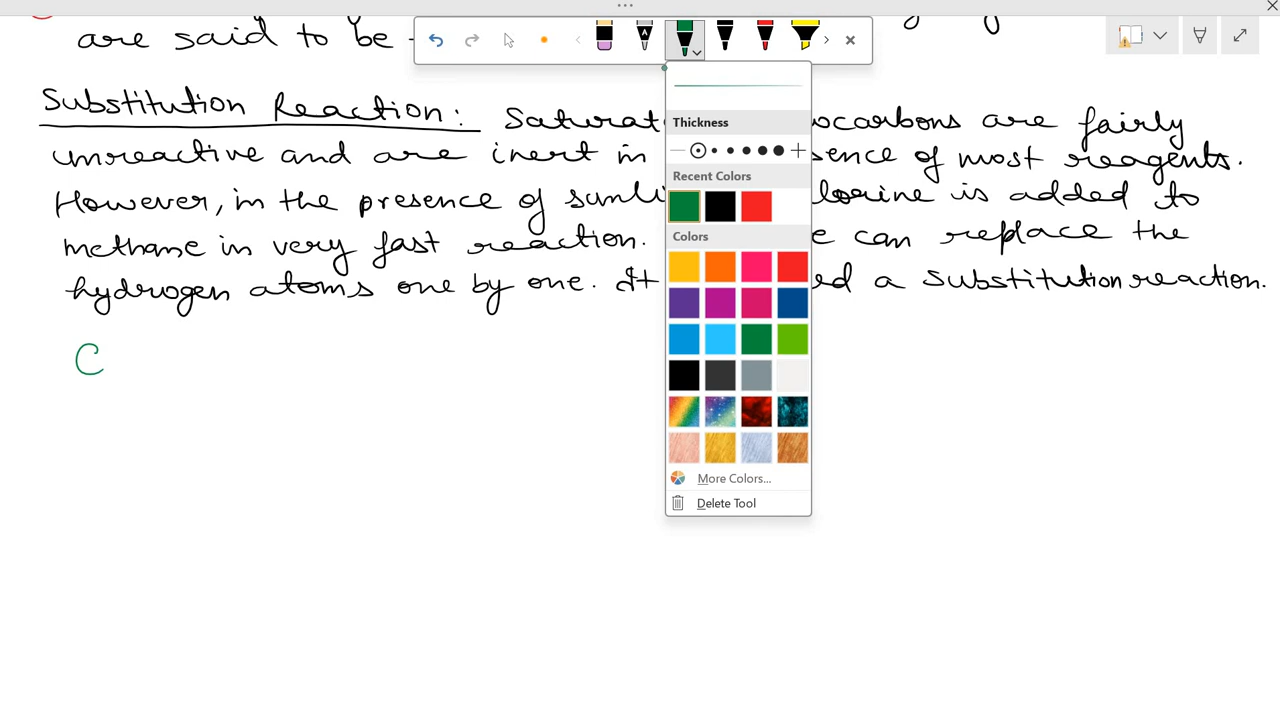 are said to be
Substitution Reaction: Saturat ocarbons are fairly
unreactive and are inert in sence of most reagents.
However, in the presence of sunli lorine is added to
methane in very fast reaction. e can replace the
hydrogen atoms one by one. It ed a substitution reaction.
C
Thickness
Recent Colors
Colors
More Colors...
Delete Tool